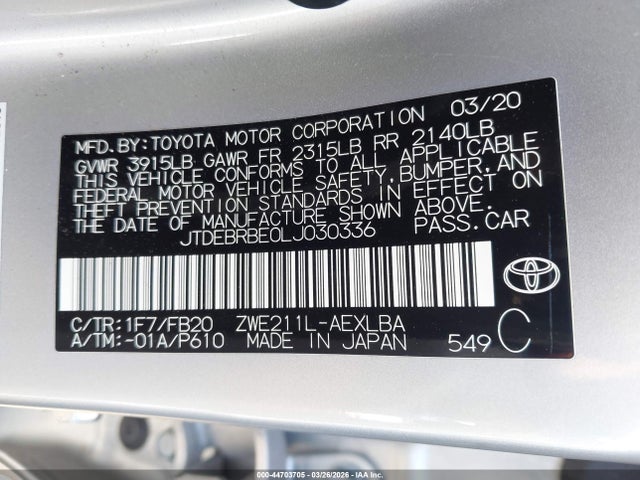 03/20
MFD.BY:TOYOTA MOTOR CORPORATION
GVWR 3915LB GAWR FR 2315LB RR 2140LB
THIS VEHICLE CONFORMS TO ALL APPLICABLE
FEDERAL MOTOR VEHICLE SAFETY,BUMPER,AND
THEFT PREVENTION STANDARDS IN EFFECT ON
THE DATE OF MANUFACTURE SHOWN ABOVE.
JTDEBRBE0LJ030336 PASS.CAR
C/TR:1F7/FB20 ZWE211L-AEXLBA
A/TM:-01A/P610 MADE IN JAPAN 549 C
000-44703705 - 03/26/2026 - IAA INC.